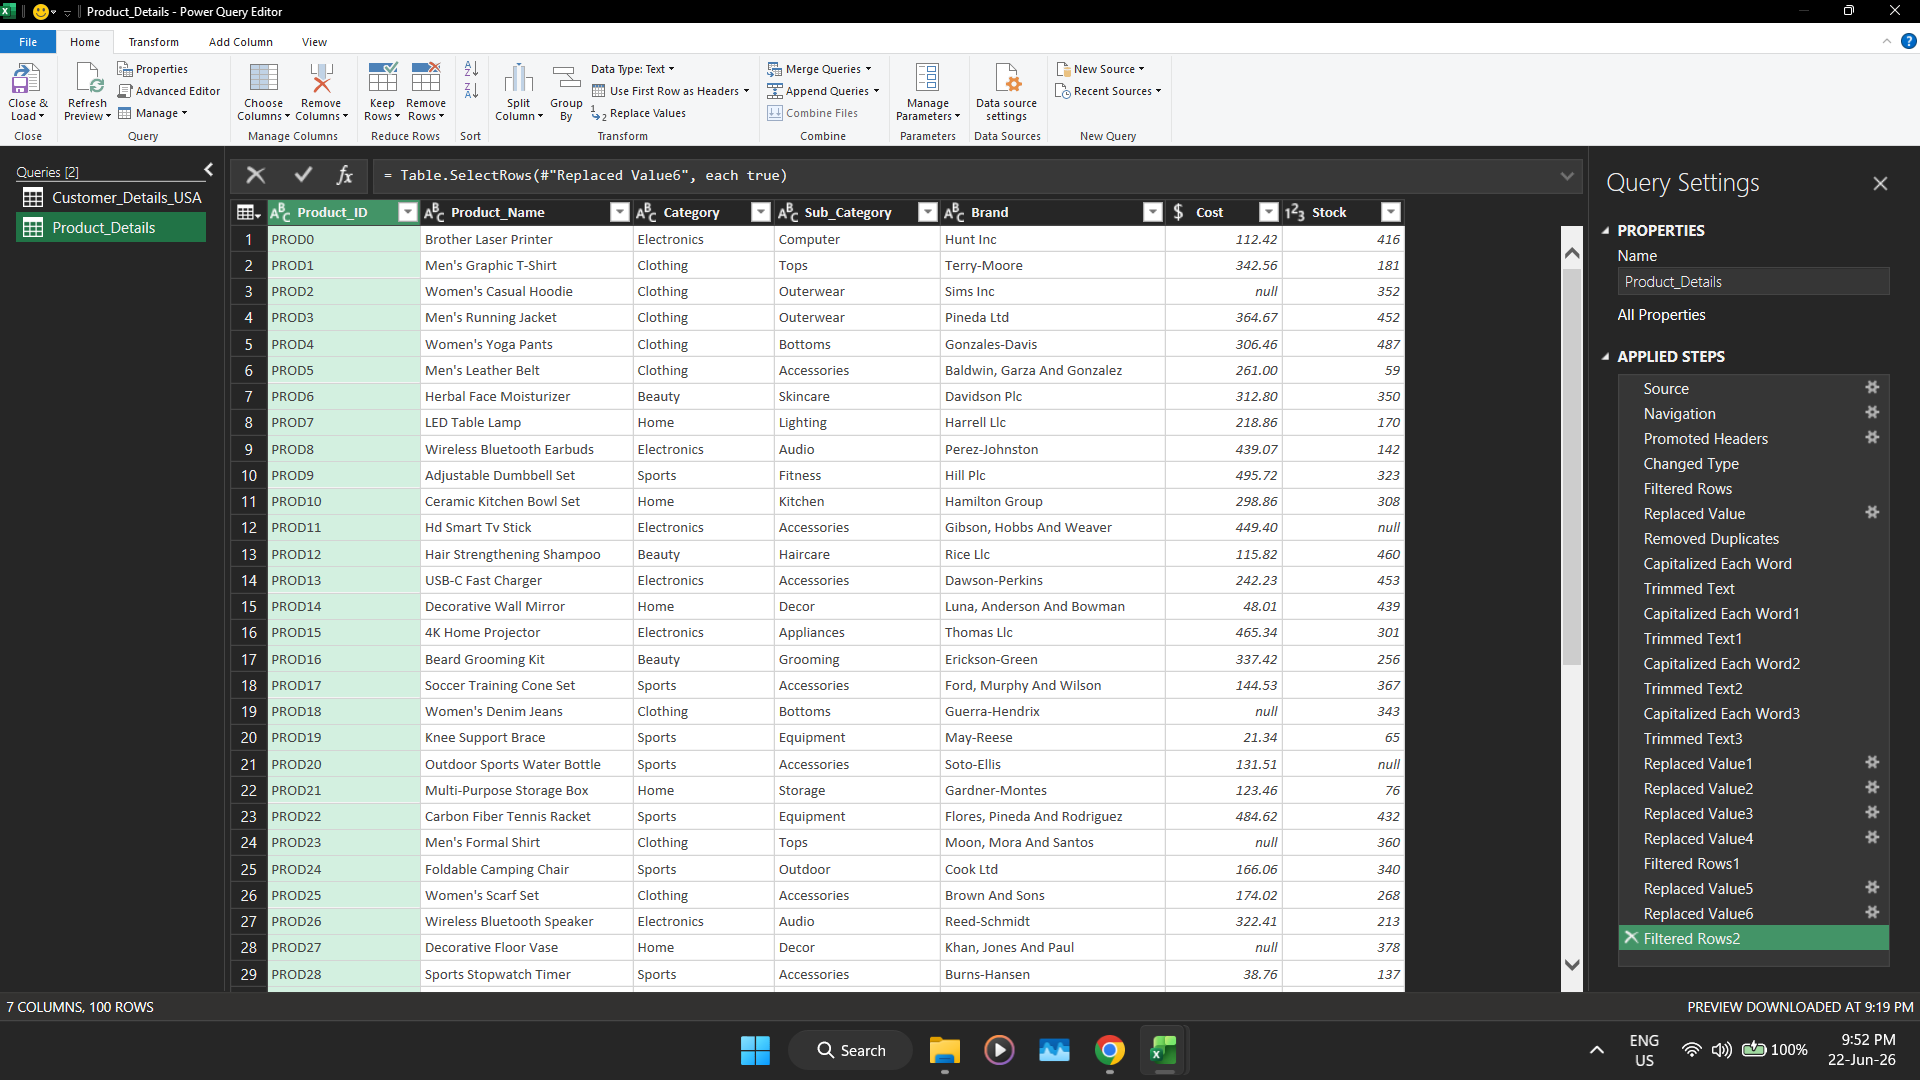 Product_Details - Power Query Editor
File Home Transform Add Column View
Close & Load
Close
Refresh Preview
Properties
Advanced Editor
Manage
Query
Choose Columns
Remove Columns
Manage Columns
Keep Rows
Remove Rows
Reduce Rows
A Z
Z A
Sort
Split Column
Group By
Data Type: Text
Use First Row as Headers
1 2 Replace Values
Transform
Merge Queries
Append Queries
Combine Files
Combine
Manage Parameters
Parameters
Data source settings
Data Sources
New Source
Recent Sources
New Query
Queries [2]
Customer_Details_USA
Product_Details
fx = Table.SelectRows(#"Replaced Value6", each true)
ABC Product_ID ABC Product_Name ABC Category ABC Sub_Category ABC Brand $ Cost 123 Stock
1 PROD0 Brother Laser Printer Electronics Computer Hunt Inc 112.42 416
2 PROD1 Men's Graphic T-Shirt Clothing Tops Terry-Moore 342.56 181
3 PROD2 Women's Casual Hoodie Clothing Outerwear Sims Inc null 352
4 PROD3 Men's Running Jacket Clothing Outerwear Pineda Ltd 364.67 452
5 PROD4 Women's Yoga Pants Clothing Bottoms Gonzales-Davis 306.46 487
6 PROD5 Men's Leather Belt Clothing Accessories Baldwin, Garza And Gonzalez 261.00 59
7 PROD6 Herbal Face Moisturizer Beauty Skincare Davidson Plc 312.80 350
8 PROD7 LED Table Lamp Home Lighting Harrell Llc 218.86 170
9 PROD8 Wireless Bluetooth Earbuds Electronics Audio Perez-Johnston 439.07 142
10 PROD9 Adjustable Dumbbell Set Sports Fitness Hill Plc 495.72 323
11 PROD10 Ceramic Kitchen Bowl Set Home Kitchen Hamilton Group 298.86 308
12 PROD11 Hd Smart Tv Stick Electronics Accessories Gibson, Hobbs And Weaver 449.40 null
13 PROD12 Hair Strengthening Shampoo Beauty Haircare Rice Llc 115.82 460
14 PROD13 USB-C Fast Charger Electronics Accessories Dawson-Perkins 242.23 453
15 PROD14 Decorative Wall Mirror Home Decor Luna, Anderson And Bowman 48.01 439
16 PROD15 4K Home Projector Electronics Appliances Thomas Llc 465.34 301
17 PROD16 Beard Grooming Kit Beauty Grooming Erickson-Green 337.42 256
18 PROD17 Soccer Training Cone Set Sports Accessories Ford, Murphy And Wilson 144.53 367
19 PROD18 Women's Denim Jeans Clothing Bottoms Guerra-Hendrix null 343
20 PROD19 Knee Support Brace Sports Equipment May-Reese 21.34 65
21 PROD20 Outdoor Sports Water Bottle Sports Accessories Soto-Ellis 131.51 null
22 PROD21 Multi-Purpose Storage Box Home Storage Gardner-Montes 123.46 76
23 PROD22 Carbon Fiber Tennis Racket Sports Equipment Flores, Pineda And Rodriguez 484.62 432
24 PROD23 Men's Formal Shirt Clothing Tops Moon, Mora And Santos null 360
25 PROD24 Foldable Camping Chair Sports Outdoor Cook Ltd 166.06 340
26 PROD25 Women's Scarf Set Clothing Accessories Brown And Sons 174.02 268
27 PROD26 Wireless Bluetooth Speaker Electronics Audio Reed-Schmidt 322.41 213
28 PROD27 Decorative Floor Vase Home Decor Khan, Jones And Paul null 378
29 PROD28 Sports Stopwatch Timer Sports Accessories Burns-Hansen 38.76 137
Query Settings
PROPERTIES
Name
Product_Details
All Properties
APPLIED STEPS
Source
Navigation
Promoted Headers
Changed Type
Filtered Rows
Replaced Value
Removed Duplicates
Capitalized Each Word
Trimmed Text
Capitalized Each Word1
Trimmed Text1
Capitalized Each Word2
Trimmed Text2
Capitalized Each Word3
Trimmed Text3
Replaced Value1
Replaced Value2
Replaced Value3
Replaced Value4
Filtered Rows1
Replaced Value5
Replaced Value6
Filtered Rows2
7 COLUMNS, 100 ROWS
PREVIEW DOWNLOADED AT 9:19 PM
Search
ENG
US
100%
9:52 PM
22-Jun-26